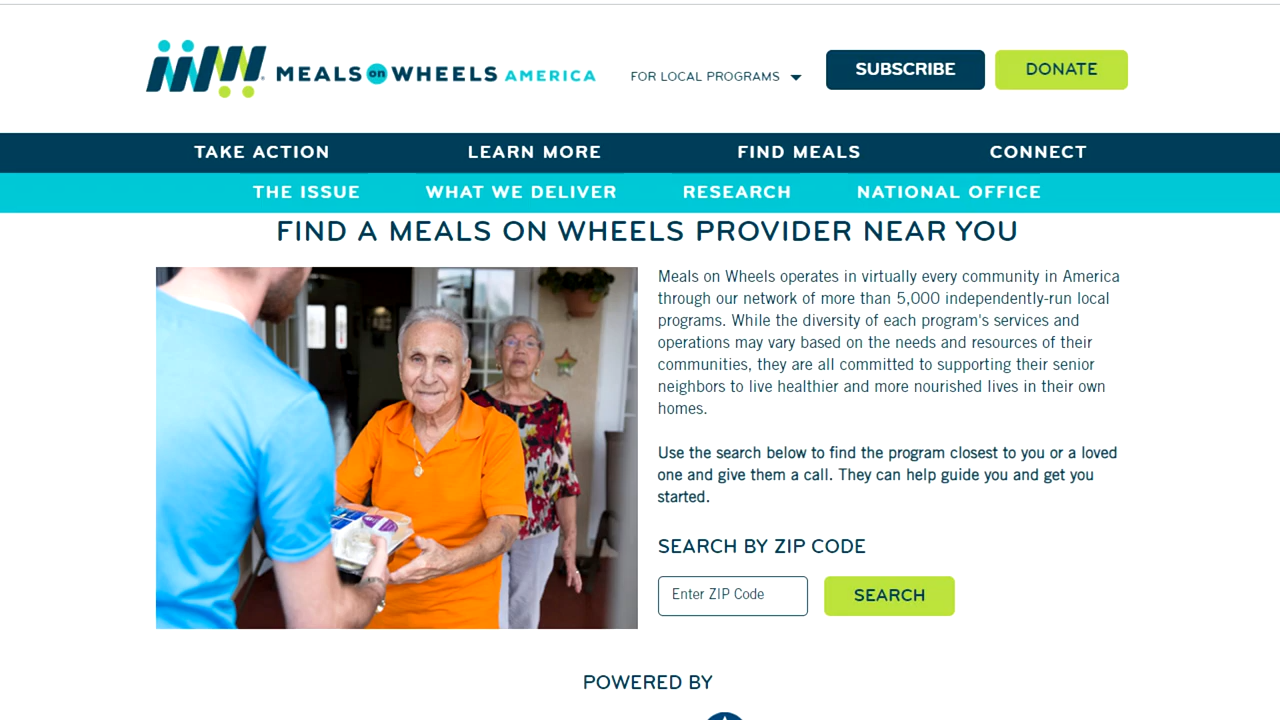 MEALS on WHEELS AMERICA
FOR LOCAL PROGRAMS
SUBSCRIBE
DONATE
TAKE ACTION
LEARN MORE
FIND MEALS
CONNECT
THE ISSUE
WHAT WE DELIVER
RESEARCH
NATIONAL OFFICE
FIND A MEALS ON WHEELS PROVIDER NEAR YOU
Meals on Wheels operates in virtually every community in America
through our network of more than 5,000 independently-run local
programs. While the diversity of each program's services and
operations may vary based on the needs and resources of their
communities, they are all committed to supporting their senior
neighbors to live healthier and more nourished lives in their own
homes.
Use the search below to find the program closest to you or a loved
one and give them a call. They can help guide you and get you
started.
SEARCH BY ZIP CODE
Enter ZIP Code
SEARCH
POWERED BY